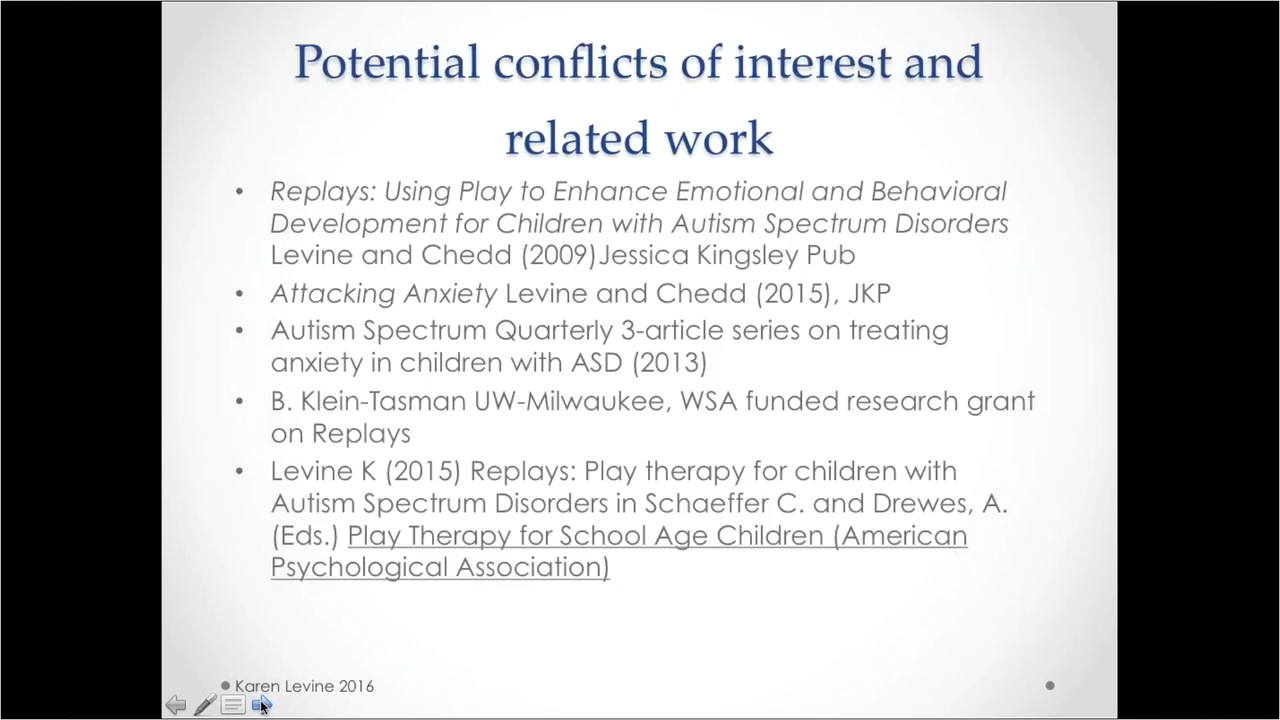 Potential conflicts of interest and
related work
• Replays: Using Play to Enhance Emotional and Behavioral
Development for Children with Autism Spectrum Disorders
Levine and Chedd (2009)Jessica Kingsley Pub
• Attacking Anxiety Levine and Chedd (2015), JKP
• Autism Spectrum Quarterly 3-article series on treating
anxiety in children with ASD (2013)
• B. Klein-Tasman UW-Milwaukee, WSA funded research grant
on Replays
• Levine K (2015) Replays: Play therapy for children with
Autism Spectrum Disorders in Schaeffer C. and Drewes, A.
(Eds.) Play Therapy for School Age Children (American
Psychological Association)
Karen Levine 2016